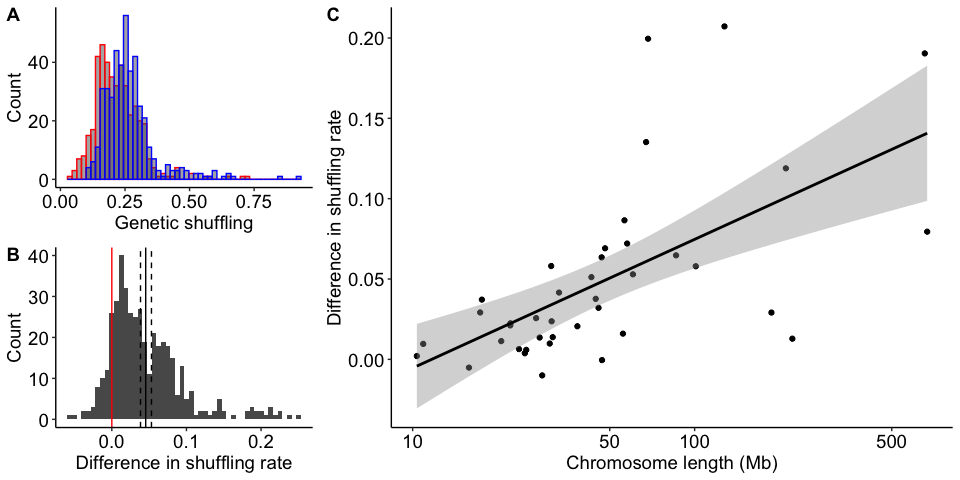 A
Count
40
20
0
0.00 0.25 0.50 0.75
Genetic shuffling
B
Count
40
30
20
10
0
0.0 0.1 0.2
Difference in shuffling rate
C
Difference in shuffling rate
0.20
0.15
0.10
0.05
0.00
10 50 100 500
Chromosome length (Mb)